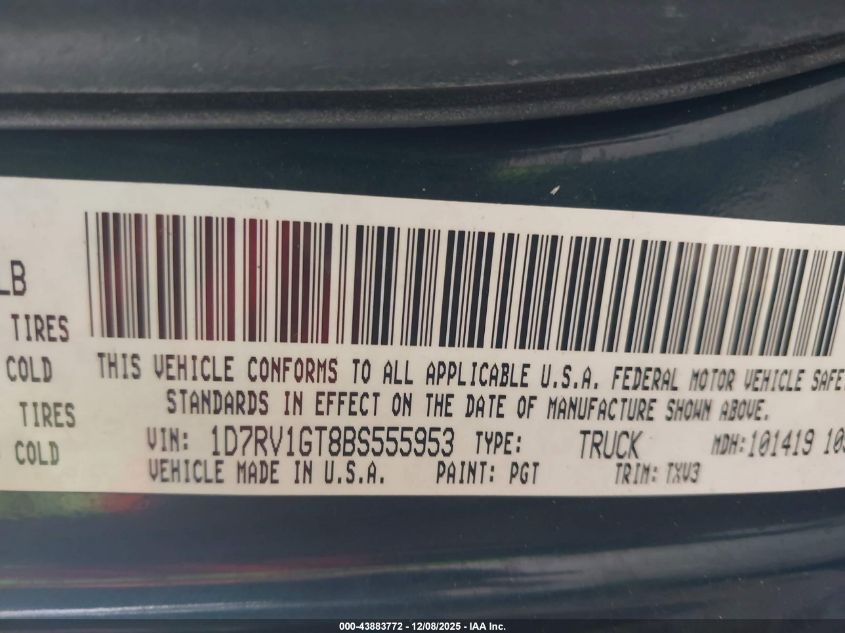 LB
TIRES
COLD
TIRES
COLD
THIS VEHICLE CONFORMS TO ALL APPLICABLE U.S.A. FEDERAL MOTOR VEHICLE SAFE
STANDARDS IN EFFECT ON THE DATE OF MANUFACTURE SHOWN ABOVE.
VIN: 1D7RV1GT8BS555953 TYPE: TRUCK MDH:101419 10
VEHICLE MADE IN U.S.A. PAINT: PGT TRIM: TXV3
000-43883772 - 12/08/2025 - IAA Inc.